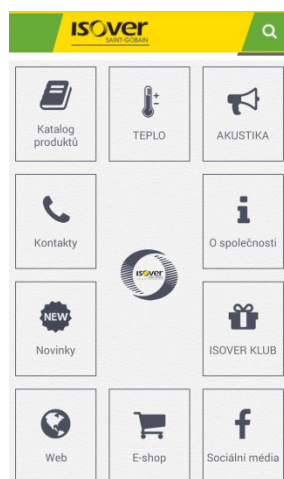 ISOVER
SAINT-GOBAIN
Katalog
produktů
TEPLO
AKUSTIKA
Kontakty
O společnosti
isover
NEW
Novinky
ISOVER KLUB
Web
E-shop
Sociální média